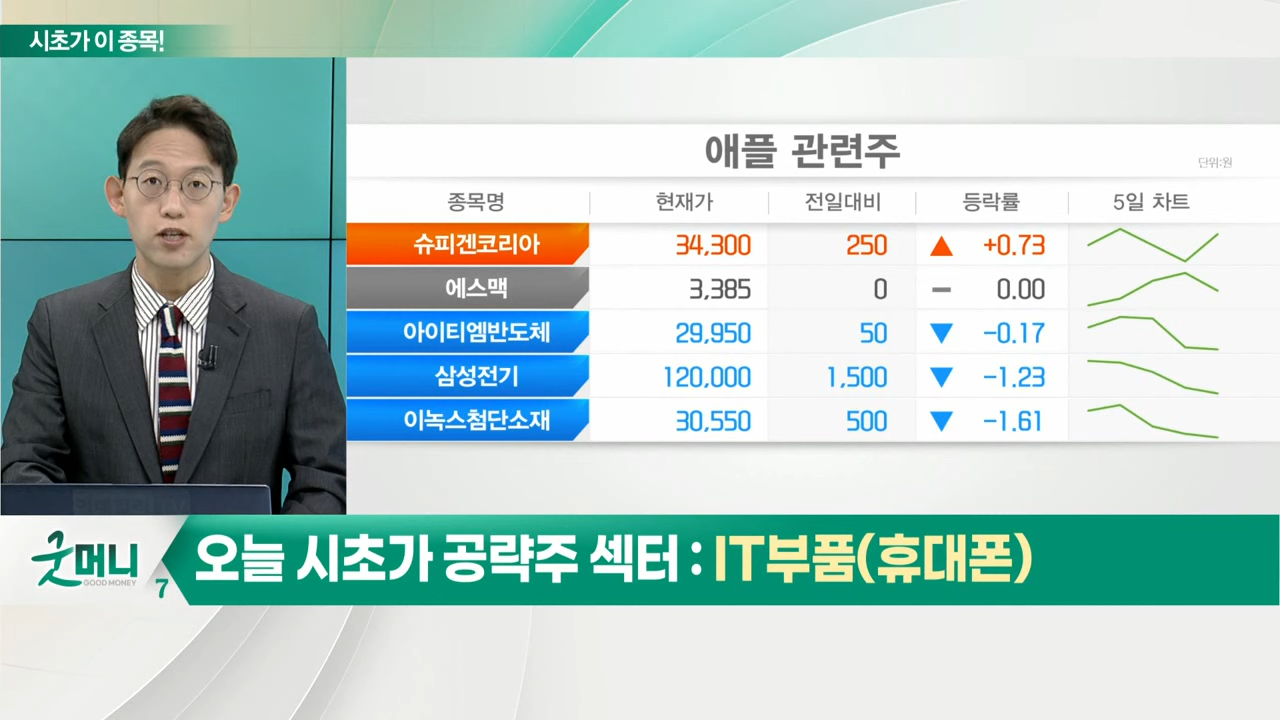 시초가 이 종목!
애플 관련주
단위:원
종목명 현재가 전일대비 등락률 5일 차트
슈피겐코리아 34,300 250 ▲ +0.73
에스맥 3,385 0 - 0.00
아이티엠반도체 29,950 50 ▼ -0.17
삼성전기 120,000 1,500 ▼ -1.23
이녹스첨단소재 30,550 500 ▼ -1.61
굿머니
GOOD MONEY
7
오늘 시초가 공략주 섹터 : IT부품(휴대폰)